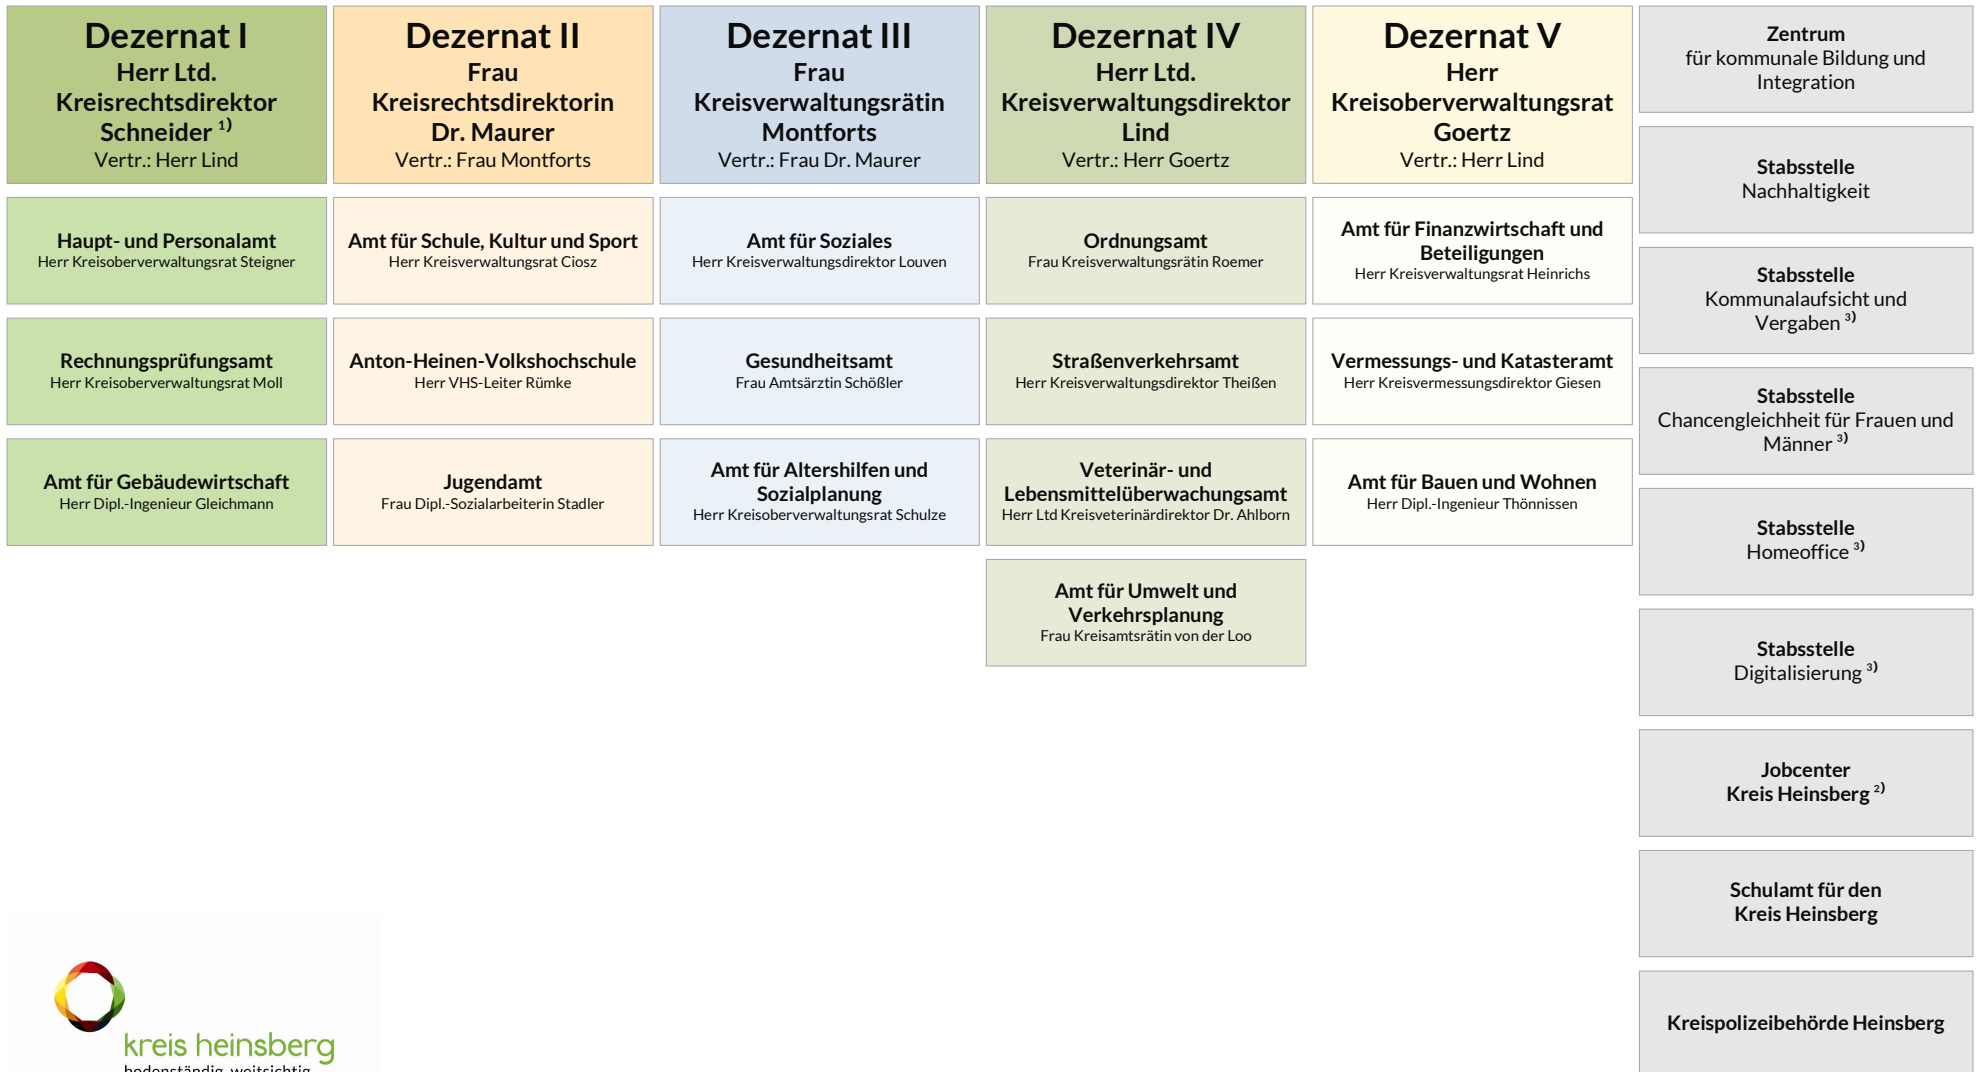 Dezernat I
Herr Ltd.
Kreisrechtsdirektor
Schneider ¹⁾
Vertr.: Herr Lind
Haupt- und Personalamt
Herr Kreisoberverwaltungsrat Steigner
Rechnungsprüfungsamt
Herr Kreisoberverwaltungsrat Moll
Amt für Gebäudewirtschaft
Herr Dipl.-Ingenieur Gleichmann
Dezernat II
Frau
Kreisrechtsdirektorin
Dr. Maurer
Vertr.: Frau Montforts
Amt für Schule, Kultur und Sport
Herr Kreisverwaltungsrat Ciosz
Anton-Heinen-Volkshochschule
Herr VHS-Leiter Rümke
Jugendamt
Frau Dipl.-Sozialarbeiterin Stadler
Dezernat III
Frau
Kreisverwaltungsrätin
Montforts
Vertr.: Frau Dr. Maurer
Amt für Soziales
Herr Kreisverwaltungsdirektor Louven
Gesundheitsamt
Frau Amtsärztin Schößler
Amt für Altershilfen und
Sozialplanung
Herr Kreisoberverwaltungsrat Schulze
Dezernat IV
Herr Ltd.
Kreisverwaltungsdirektor
Lind
Vertr.: Herr Goertz
Ordnungsamt
Frau Kreisverwaltungsrätin Roemer
Straßenverkehrsamt
Herr Kreisverwaltungsdirektor Theißen
Veterinär- und
Lebensmittelüberwachungsamt
Herr Ltd Kreisveterinärdirektor Dr. Ahlborn
Amt für Umwelt und
Verkehrsplanung
Frau Kreisamtsrätin von der Loo
Dezernat V
Herr
Kreisoberverwaltungsrat
Goertz
Vertr.: Herr Lind
Amt für Finanzwirtschaft und
Beteiligungen
Herr Kreisverwaltungsrat Heinrichs
Vermessungs- und Katasteramt
Herr Kreisvermessungsdirektor Giesen
Amt für Bauen und Wohnen
Herr Dipl.-Ingenieur Thönnissen
Zentrum
für kommunale Bildung und
Integration
Stabsstelle
Nachhaltigkeit
Stabsstelle
Kommunalaufsicht und
Vergaben ³⁾
Stabsstelle
Chancengleichheit für Frauen und
Männer ³⁾
Stabsstelle
Homeoffice ³⁾
Stabsstelle
Digitalisierung ³⁾
Jobcenter
Kreis Heinsberg ²⁾
Schulamt für den
Kreis Heinsberg
Kreispolizeibehörde Heinsberg
kreis heinsberg
bodenständig. weitsichtig.